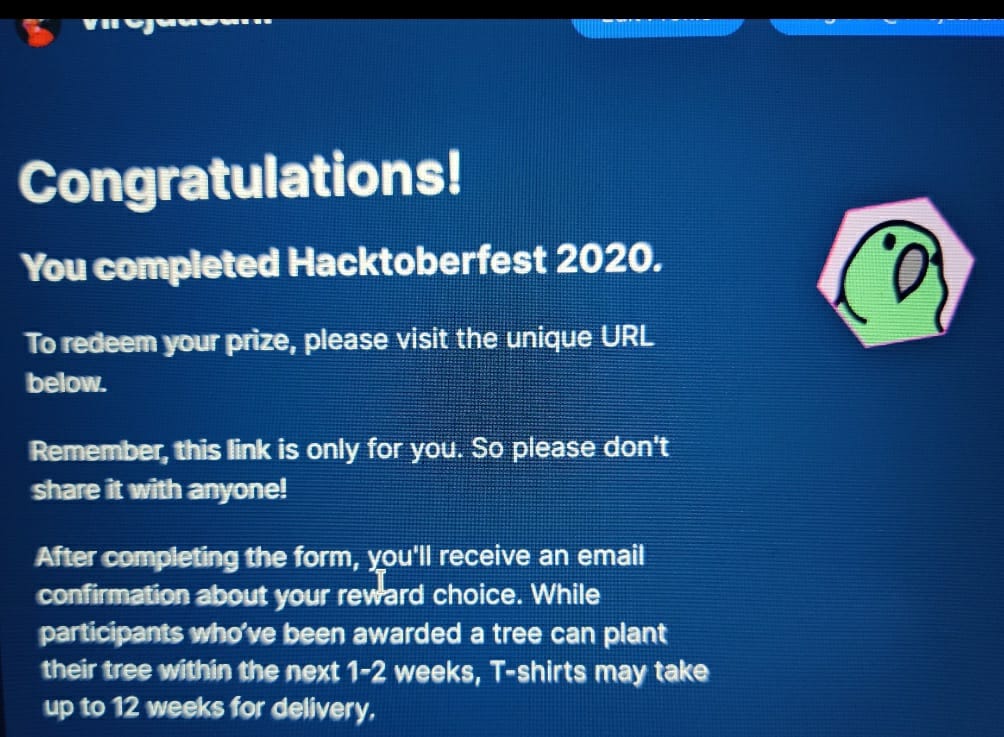 Congratulations!
You completed Hacktoberfest 2020.
To redeem your prize, please visit the unique URL
below.
Remember, this link is only for you. So please don't
share it with anyone!
After completing the form, you'll receive an email
confirmation about your reward choice. While
participants who've been awarded a tree can plant
their tree within the next 1-2 weeks, T-shirts may take
up to 12 weeks for delivery.